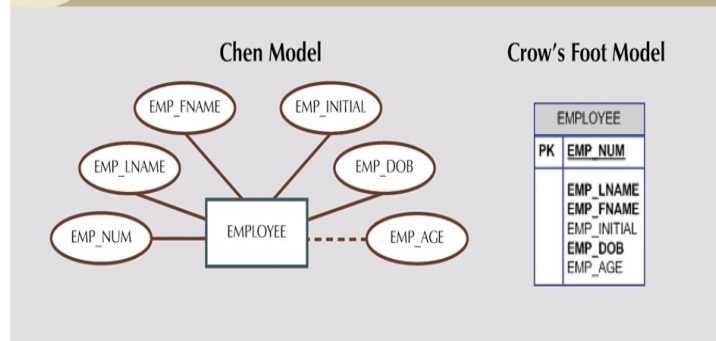 Chen Model
EMP_FNAME
EMP_INITIAL
EMP_LNAME
EMP_DOB
EMP_NUM
EMPLOYEE
EMP_AGE
Crow's Foot Model
EMPLOYEE
PK EMP_NUM
EMP_LNAME
EMP_FNAME
EMP_INITIAL
EMP_DOB
EMP_AGE